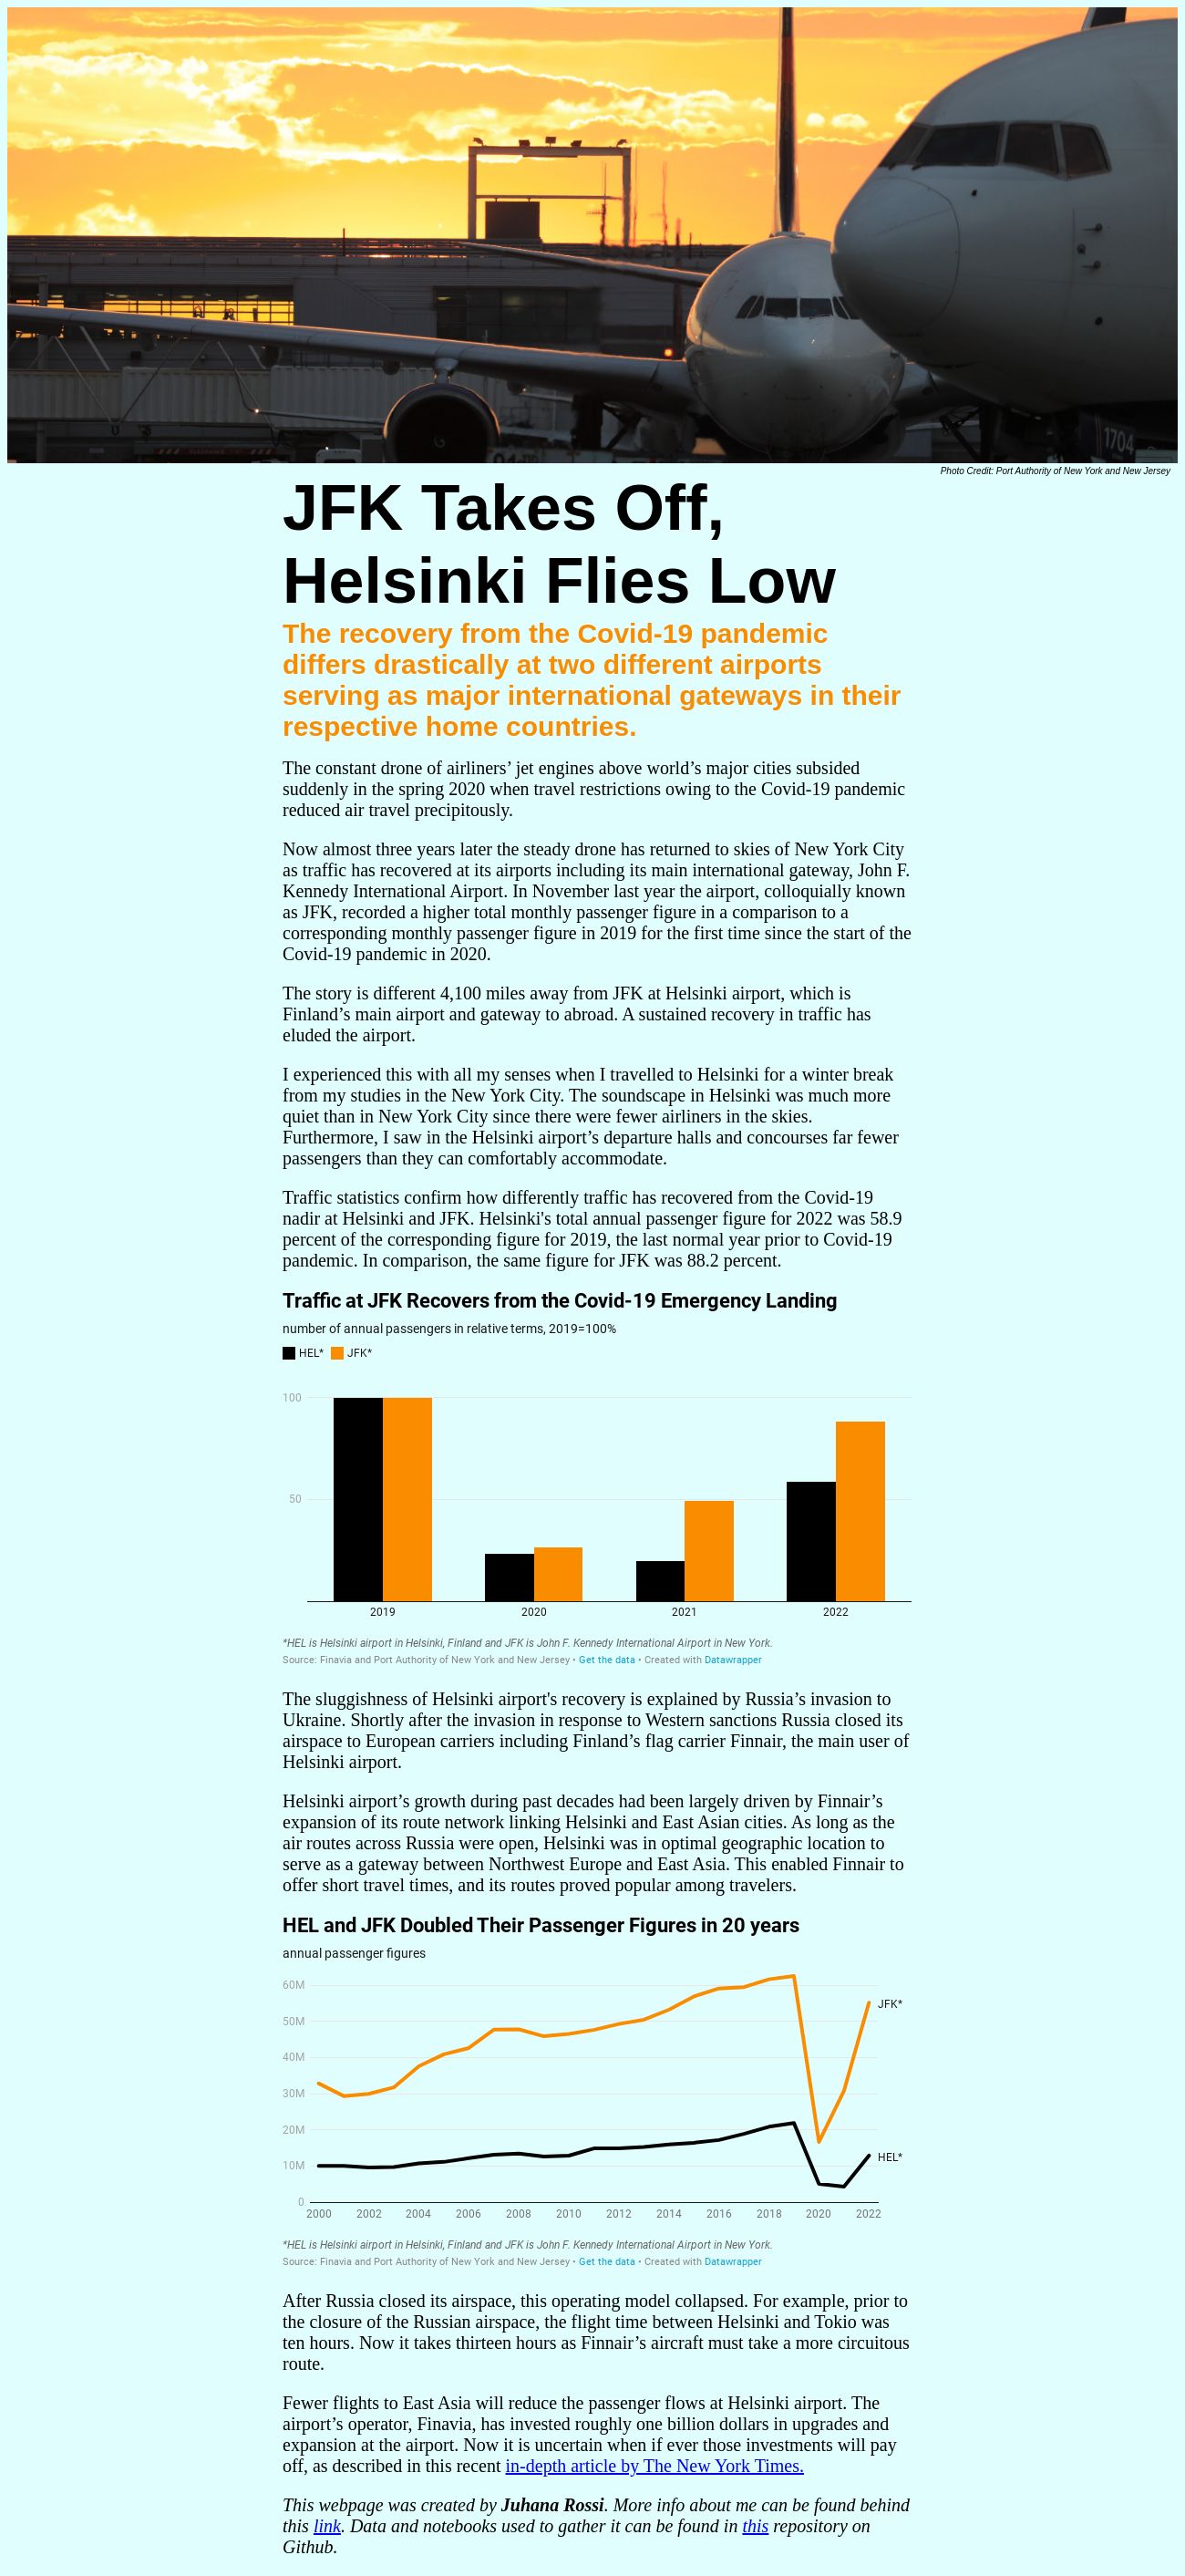 1704
Photo Credit: Port Authority of New York and New Jersey
JFK Takes Off,
Helsinki Flies Low
The recovery from the Covid-19 pandemic
differs drastically at two different airports
serving as major international gateways in their
respective home countries.
The constant drone of airliners’ jet engines above world’s major cities subsided
suddenly in the spring 2020 when travel restrictions owing to the Covid-19 pandemic
reduced air travel precipitously.
Now almost three years later the steady drone has returned to skies of New York City
as traffic has recovered at its airports including its main international gateway, John F.
Kennedy International Airport. In November last year the airport, colloquially known
as JFK, recorded a higher total monthly passenger figure in a comparison to a
corresponding monthly passenger figure in 2019 for the first time since the start of the
Covid-19 pandemic in 2020.
The story is different 4,100 miles away from JFK at Helsinki airport, which is
Finland’s main airport and gateway to abroad. A sustained recovery in traffic has
eluded the airport.
I experienced this with all my senses when I travelled to Helsinki for a winter break
from my studies in the New York City. The soundscape in Helsinki was much more
quiet than in New York City since there were fewer airliners in the skies.
Furthermore, I saw in the Helsinki airport’s departure halls and concourses far fewer
passengers than they can comfortably accommodate.
Traffic statistics confirm how differently traffic has recovered from the Covid-19
nadir at Helsinki and JFK. Helsinki's total annual passenger figure for 2022 was 58.9
percent of the corresponding figure for 2019, the last normal year prior to Covid-19
pandemic. In comparison, the same figure for JFK was 88.2 percent.
Traffic at JFK Recovers from the Covid-19 Emergency Landing
number of annual passengers in relative terms, 2019=100%
HEL* JFK*
100
50
2019 2020 2021 2022
*HEL is Helsinki airport in Helsinki, Finland and JFK is John F. Kennedy International Airport in New York.
Source: Finavia and Port Authority of New York and New Jersey • Get the data • Created with Datawrapper
The sluggishness of Helsinki airport's recovery is explained by Russia’s invasion to
Ukraine. Shortly after the invasion in response to Western sanctions Russia closed its
airspace to European carriers including Finland’s flag carrier Finnair, the main user of
Helsinki airport.
Helsinki airport’s growth during past decades had been largely driven by Finnair’s
expansion of its route network linking Helsinki and East Asian cities. As long as the
air routes across Russia were open, Helsinki was in optimal geographic location to
serve as a gateway between Northwest Europe and East Asia. This enabled Finnair to
offer short travel times, and its routes proved popular among travelers.
HEL and JFK Doubled Their Passenger Figures in 20 years
annual passenger figures
60M
JFK*
50M
40M
30M
20M
HEL*
10M
0
2000 2002 2004 2006 2008 2010 2012 2014 2016 2018 2020 2022
*HEL is Helsinki airport in Helsinki, Finland and JFK is John F. Kennedy International Airport in New York.
Source: Finavia and Port Authority of New York and New Jersey • Get the data • Created with Datawrapper
After Russia closed its airspace, this operating model collapsed. For example, prior to
the closure of the Russian airspace, the flight time between Helsinki and Tokio was
ten hours. Now it takes thirteen hours as Finnair’s aircraft must take a more circuitous
route.
Fewer flights to East Asia will reduce the passenger flows at Helsinki airport. The
airport’s operator, Finavia, has invested roughly one billion dollars in upgrades and
expansion at the airport. Now it is uncertain when if ever those investments will pay
off, as described in this recent in-depth article by The New York Times.
This webpage was created by Juhana Rossi. More info about me can be found behind
this link. Data and notebooks used to gather it can be found in this repository on
Github.